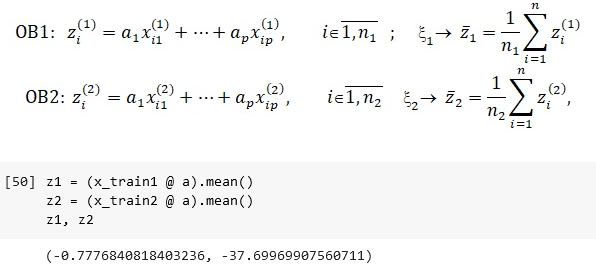 ОВ1: z_i^{(1)} = a_1 x_{i1}^{(1)} + ⋯ + a_p x_{ip}^{(1)},  i∈\overline{1,n_1} ;  ξ_1→ \bar{z}_1 = \frac{1}{n_1} \sum_{i=1}^{n} z_i^{(1)}
ОВ2: z_i^{(2)} = a_1 x_{i1}^{(2)} + ⋯ + a_p x_{ip}^{(2)},  i∈\overline{1,n_2}  ξ_2→ \bar{z}_2 = \frac{1}{n_2} \sum_{i=1}^{n} z_i^{(2)},
[50] z1 = (x_train1 @ a).mean()
z2 = (x_train2 @ a).mean()
z1, z2
(-0.7776840818403236, -37.69969907560711)